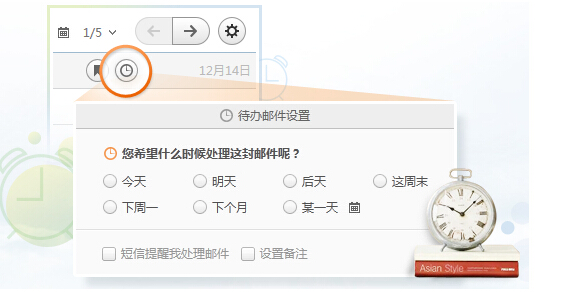 1/5
12月14日
待办邮件设置
您希望什么时候处理这封邮件呢？
今天 明天 后天 这周末
下周一 下个月 某一天
短信提醒我处理邮件 设置备注
Asian Style